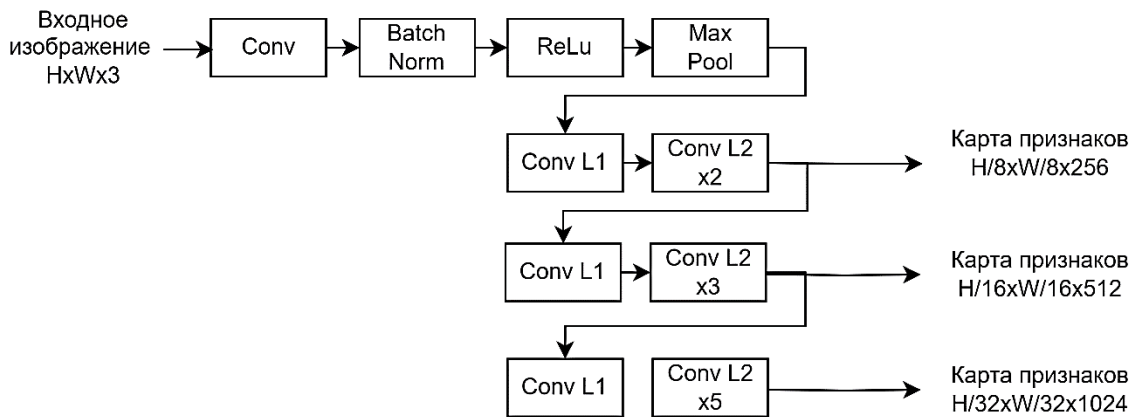 Входное
изображение
HxWx3
Conv
Batch
Norm
ReLu
Max
Pool
Conv L1
Conv L2
x2
Карта признаков
H/8xW/8x256
Conv L1
Conv L2
x3
Карта признаков
H/16xW/16x512
Conv L1
Conv L2
x5
Карта признаков
H/32xW/32x1024